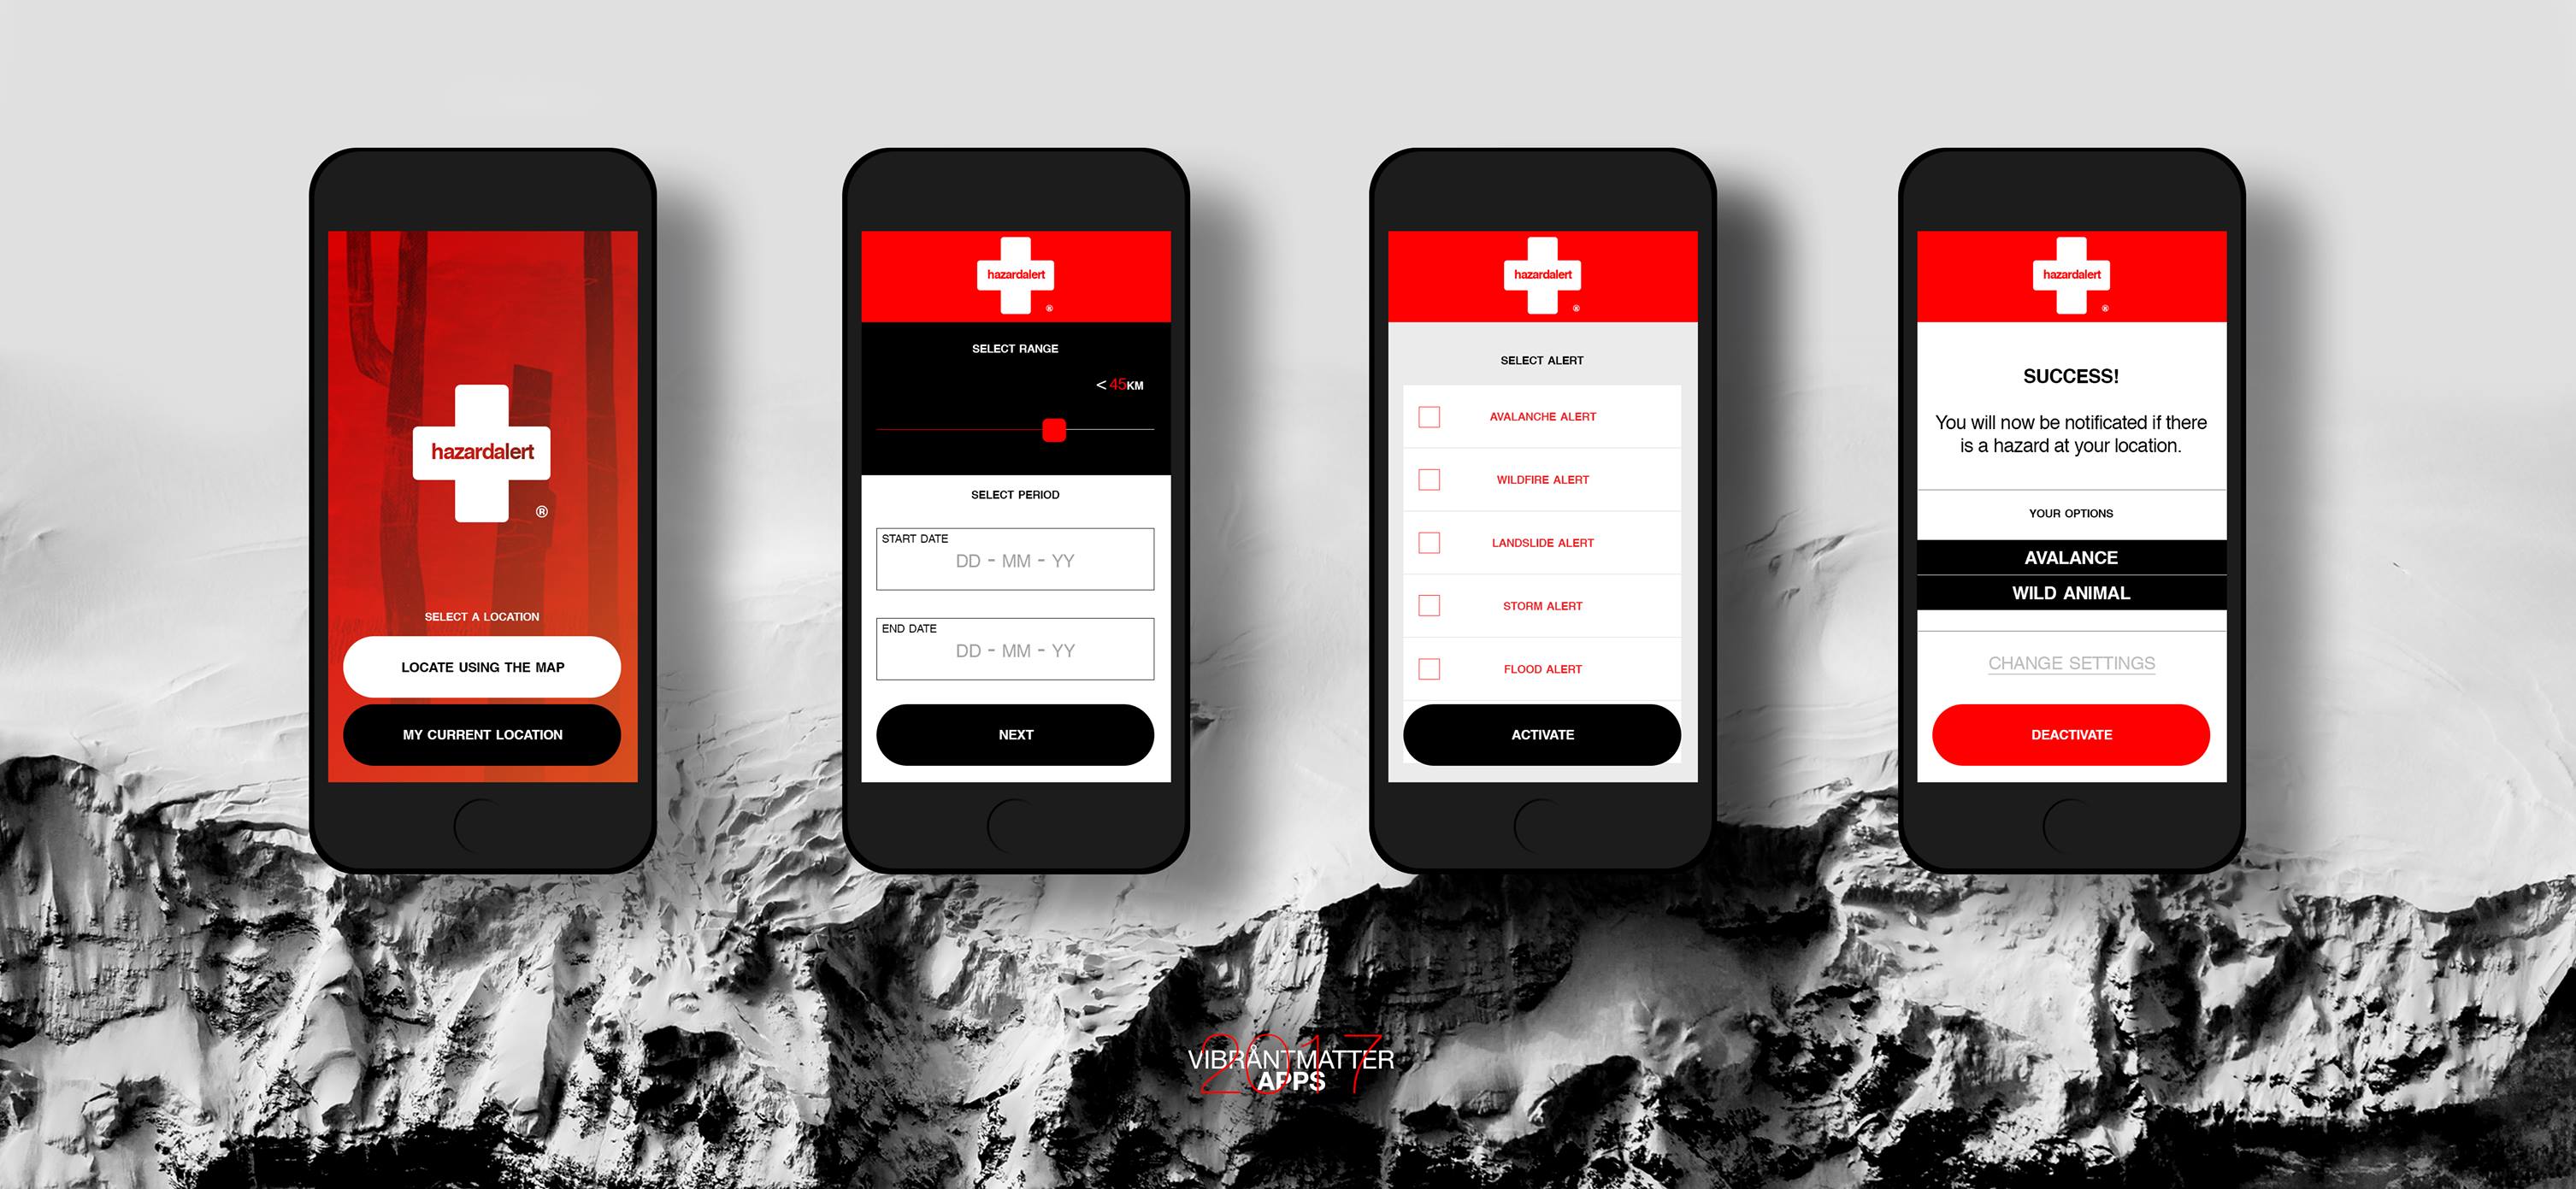 hazardalert
®
SELECT A LOCATION
LOCATE USING THE MAP
MY CURRENT LOCATION
hazardalert
®
SELECT RANGE
<45KM
SELECT PERIOD
START DATE
DD - MM - YY
END DATE
DD - MM - YY
NEXT
hazardalert
®
SELECT ALERT
AVALANCHE ALERT
WILDFIRE ALERT
LANDSLIDE ALERT
STORM ALERT
FLOOD ALERT
ACTIVATE
hazardalert
®
SUCCESS!
You will now be notificated if there
is a hazard at your location.
YOUR OPTIONS
AVALANCE
WILD ANIMAL
CHANGE SETTINGS
DEACTIVATE
2017
VIBRÅNTMATTER
APPS